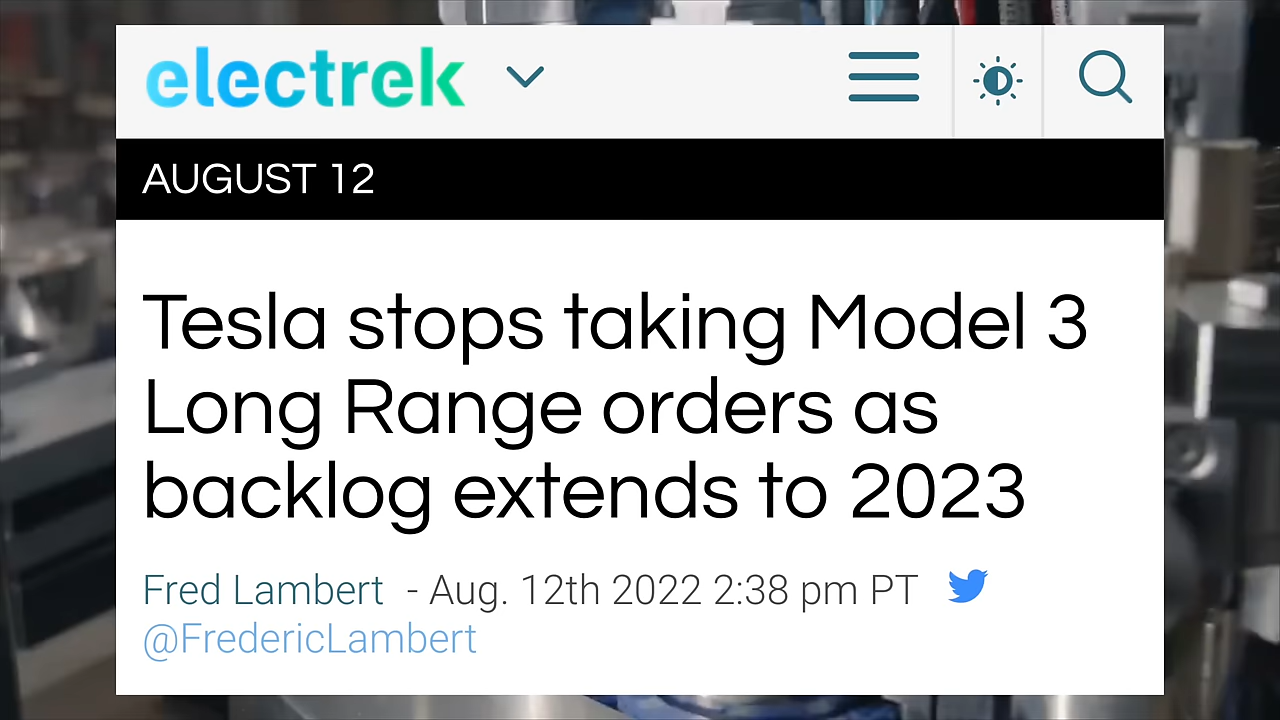 electrek
AUGUST 12
Tesla stops taking Model 3
Long Range orders as
backlog extends to 2023
Fred Lambert - Aug. 12th 2022 2:38 pm PT
@FredericLambert